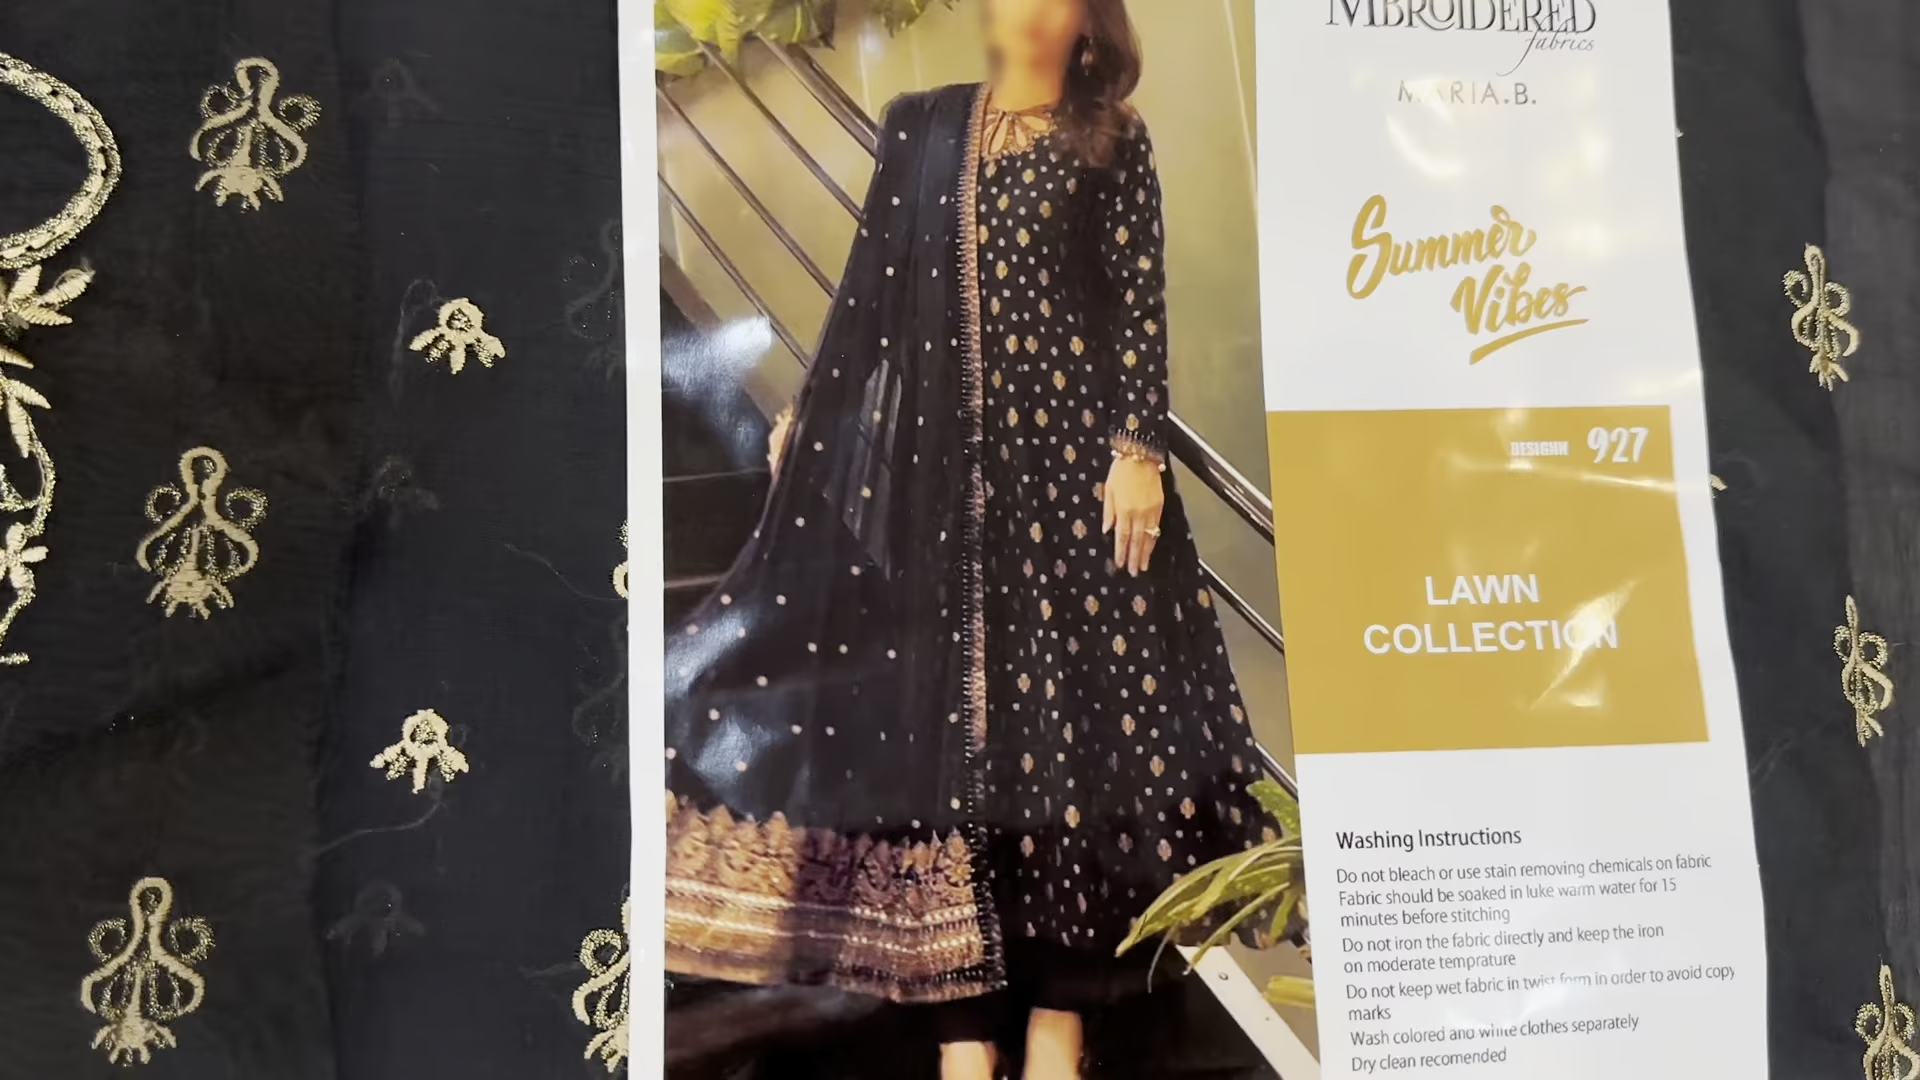 MBROIDERED
fabrics
MARIA.B.
Summer
Vibes
DESIGNN 927
LAWN
COLLECTION
Washing Instructions
Do not bleach or use stain removing chemicals on fabric
Fabric should be soaked in luke warm water for 15
minutes before stitching
Do not iron the fabric directly and keep the iron
on moderate temprature
Do not keep wet fabric in twist form in order to avoid copy
marks
Wash colored and white clothes separately
Dry clean recomended